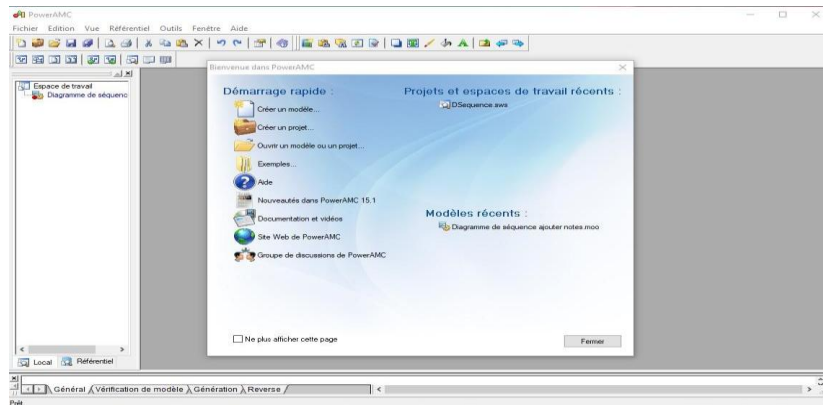 PowerAMC
Fichier Edition Vue Référentiel Outils Fenêtre Aide
Bienvenue dans PowerAMC
Espace de travail
Diagramme de séquenc
Démarrage rapide :
Créer un modèle...
Créer un projet...
Ouvrir un modèle ou un projet...
Exemples...
Aide
Nouveautés dans PowerAMC 15.1
Documentation et vidéos
Site Web de PowerAMC
Groupe de discussions de PowerAMC
Projets et espaces de travail récents :
DSequence.sws
Modèles récents :
Diagramme de séquence ajouter notes.moo
Ne plus afficher cette page
Fermer
Local Référentiel
Général Vérification de modèle Génération Reverse
Prêt